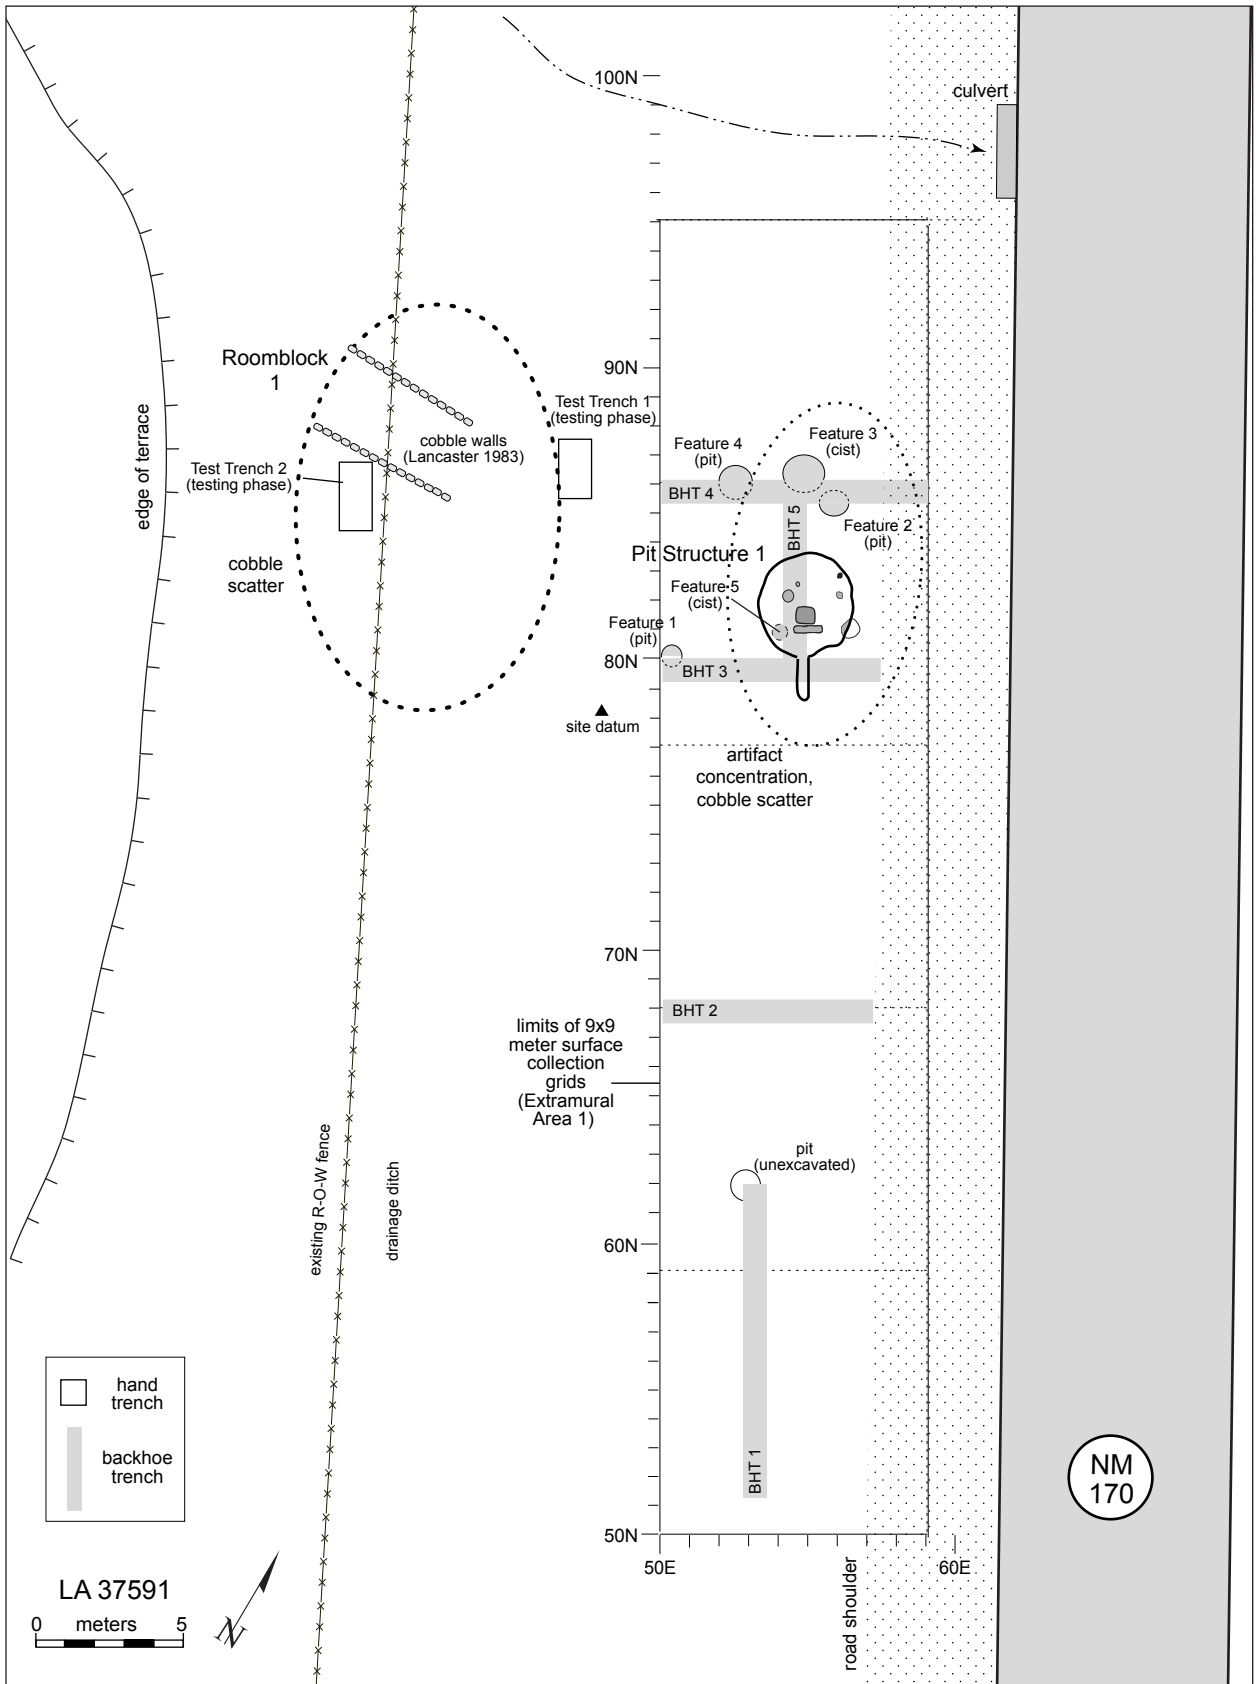 100N
culvert
90N
Roomblock
1
Test Trench 1
(testing phase)
cobble walls
(Lancaster 1983)
Test Trench 2
(testing phase)
edge of terrace
cobble
scatter
Feature 4
(pit)
Feature 3
(cist)
BHT 4
BHT 5
Feature 2
(pit)
Pit Structure 1
Feature 5
(cist)
Feature 1
(pit)
80N
BHT 3
site datum
artifact
concentration,
cobble scatter
70N
BHT 2
limits of 9x9
meter surface
collection
grids
(Extramural
Area 1)
pit
(unexcavated)
existing R-O-W fence
drainage ditch
60N
BHT 1
hand
trench
backhoe
trench
NM
170
50N
50E
60E
road shoulder
LA 37591
0 meters 5
N